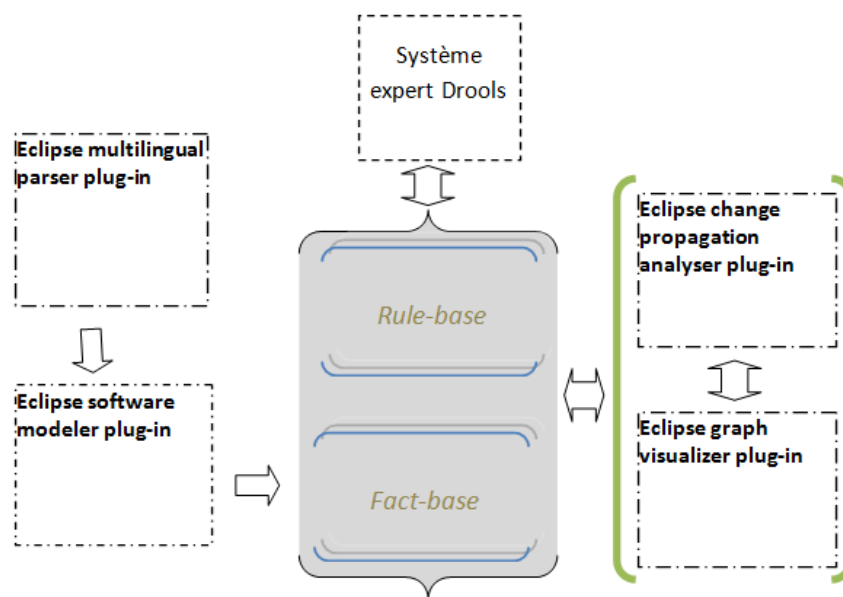 Système
expert Drools
Eclipse multilingual
parser plug-in
Eclipse software
modeler plug-in
Rule-base
Fact-base
Eclipse change
propagation
analyser plug-in
Eclipse graph
visualizer plug-in